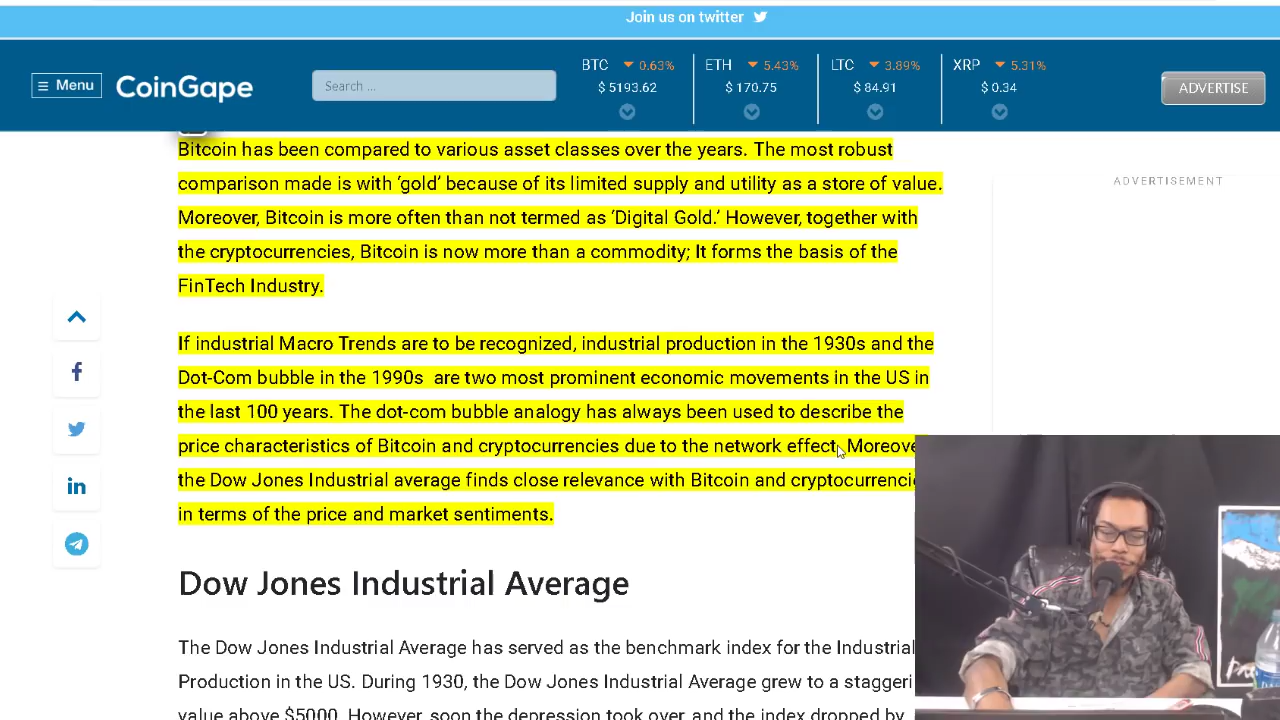 Join us on twitter
Menu
CoinGape
Search ...
BTC 0.63%
$ 5193.62
ETH 5.43%
$ 170.75
LTC 3.89%
$ 84.91
XRP 5.31%
$ 0.34
ADVERTISE
ADVERTISEMENT
Bitcoin has been compared to various asset classes over the years. The most robust
comparison made is with ‘gold’ because of its limited supply and utility as a store of value.
Moreover, Bitcoin is more often than not termed as ‘Digital Gold.’ However, together with
the cryptocurrencies, Bitcoin is now more than a commodity; It forms the basis of the
FinTech Industry.
If industrial Macro Trends are to be recognized, industrial production in the 1930s and the
Dot-Com bubble in the 1990s are two most prominent economic movements in the US in
the last 100 years. The dot-com bubble analogy has always been used to describe the
price characteristics of Bitcoin and cryptocurrencies due to the network effect. Moreove
the Dow Jones Industrial average finds close relevance with Bitcoin and cryptocurrencie
in terms of the price and market sentiments.
Dow Jones Industrial Average
The Dow Jones Industrial Average has served as the benchmark index for the Industrial
Production in the US. During 1930, the Dow Jones Industrial Average grew to a staggeri
value above $5000. However, soon the depression took over, and the index dropped by